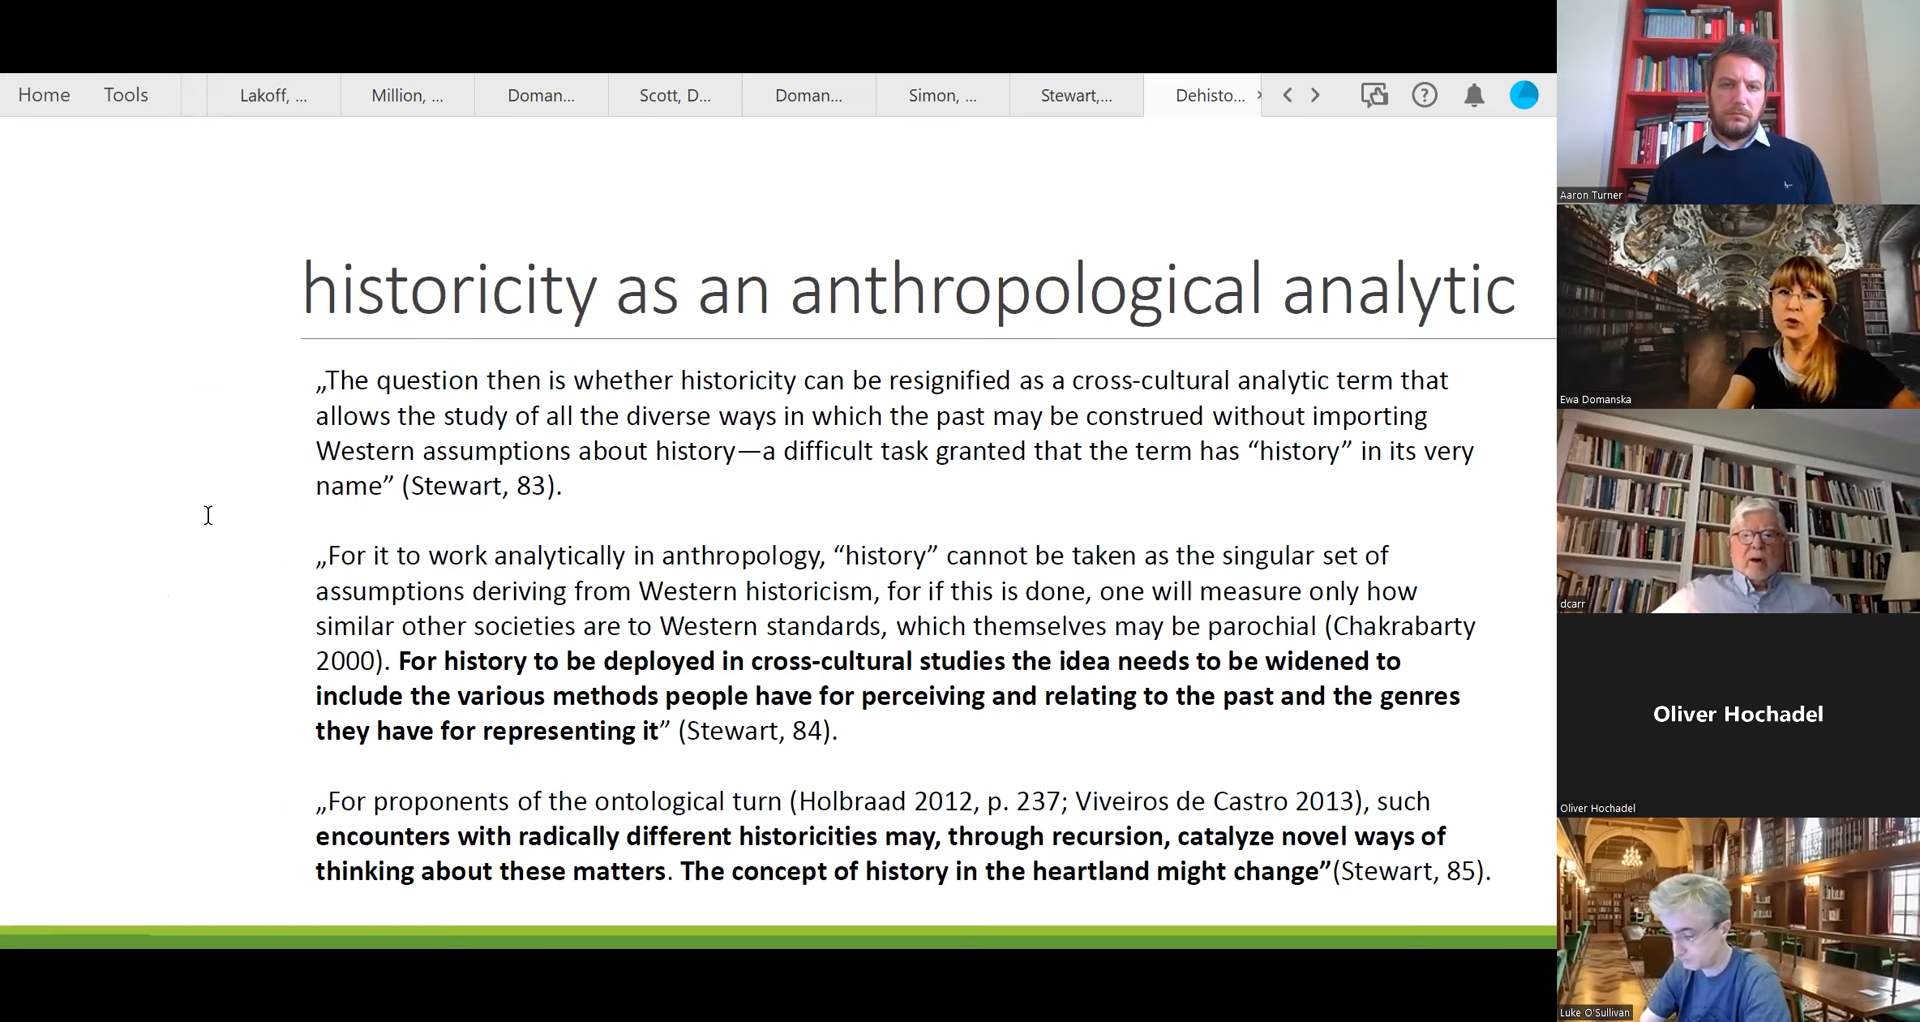 Home Tools Lakoff, ... Million, ... Doman... Scott, D... Doman... Simon, ... Stewart,... Dehisto...
historicity as an anthropological analytic
„The question then is whether historicity can be resignified as a cross-cultural analytic term that
allows the study of all the diverse ways in which the past may be construed without importing
Western assumptions about history—a difficult task granted that the term has “history” in its very
name” (Stewart, 83).
„For it to work analytically in anthropology, “history” cannot be taken as the singular set of
assumptions deriving from Western historicism, for if this is done, one will measure only how
similar other societies are to Western standards, which themselves may be parochial (Chakrabarty
2000). For history to be deployed in cross-cultural studies the idea needs to be widened to
include the various methods people have for perceiving and relating to the past and the genres
they have for representing it” (Stewart, 84).
„For proponents of the ontological turn (Holbraad 2012, p. 237; Viveiros de Castro 2013), such
encounters with radically different historicities may, through recursion, catalyze novel ways of
thinking about these matters. The concept of history in the heartland might change”(Stewart, 85).
Aaron Turner
Ewa Domanska
dcarr
Oliver Hochadel
Oliver Hochadel
Luke O'Sullivan